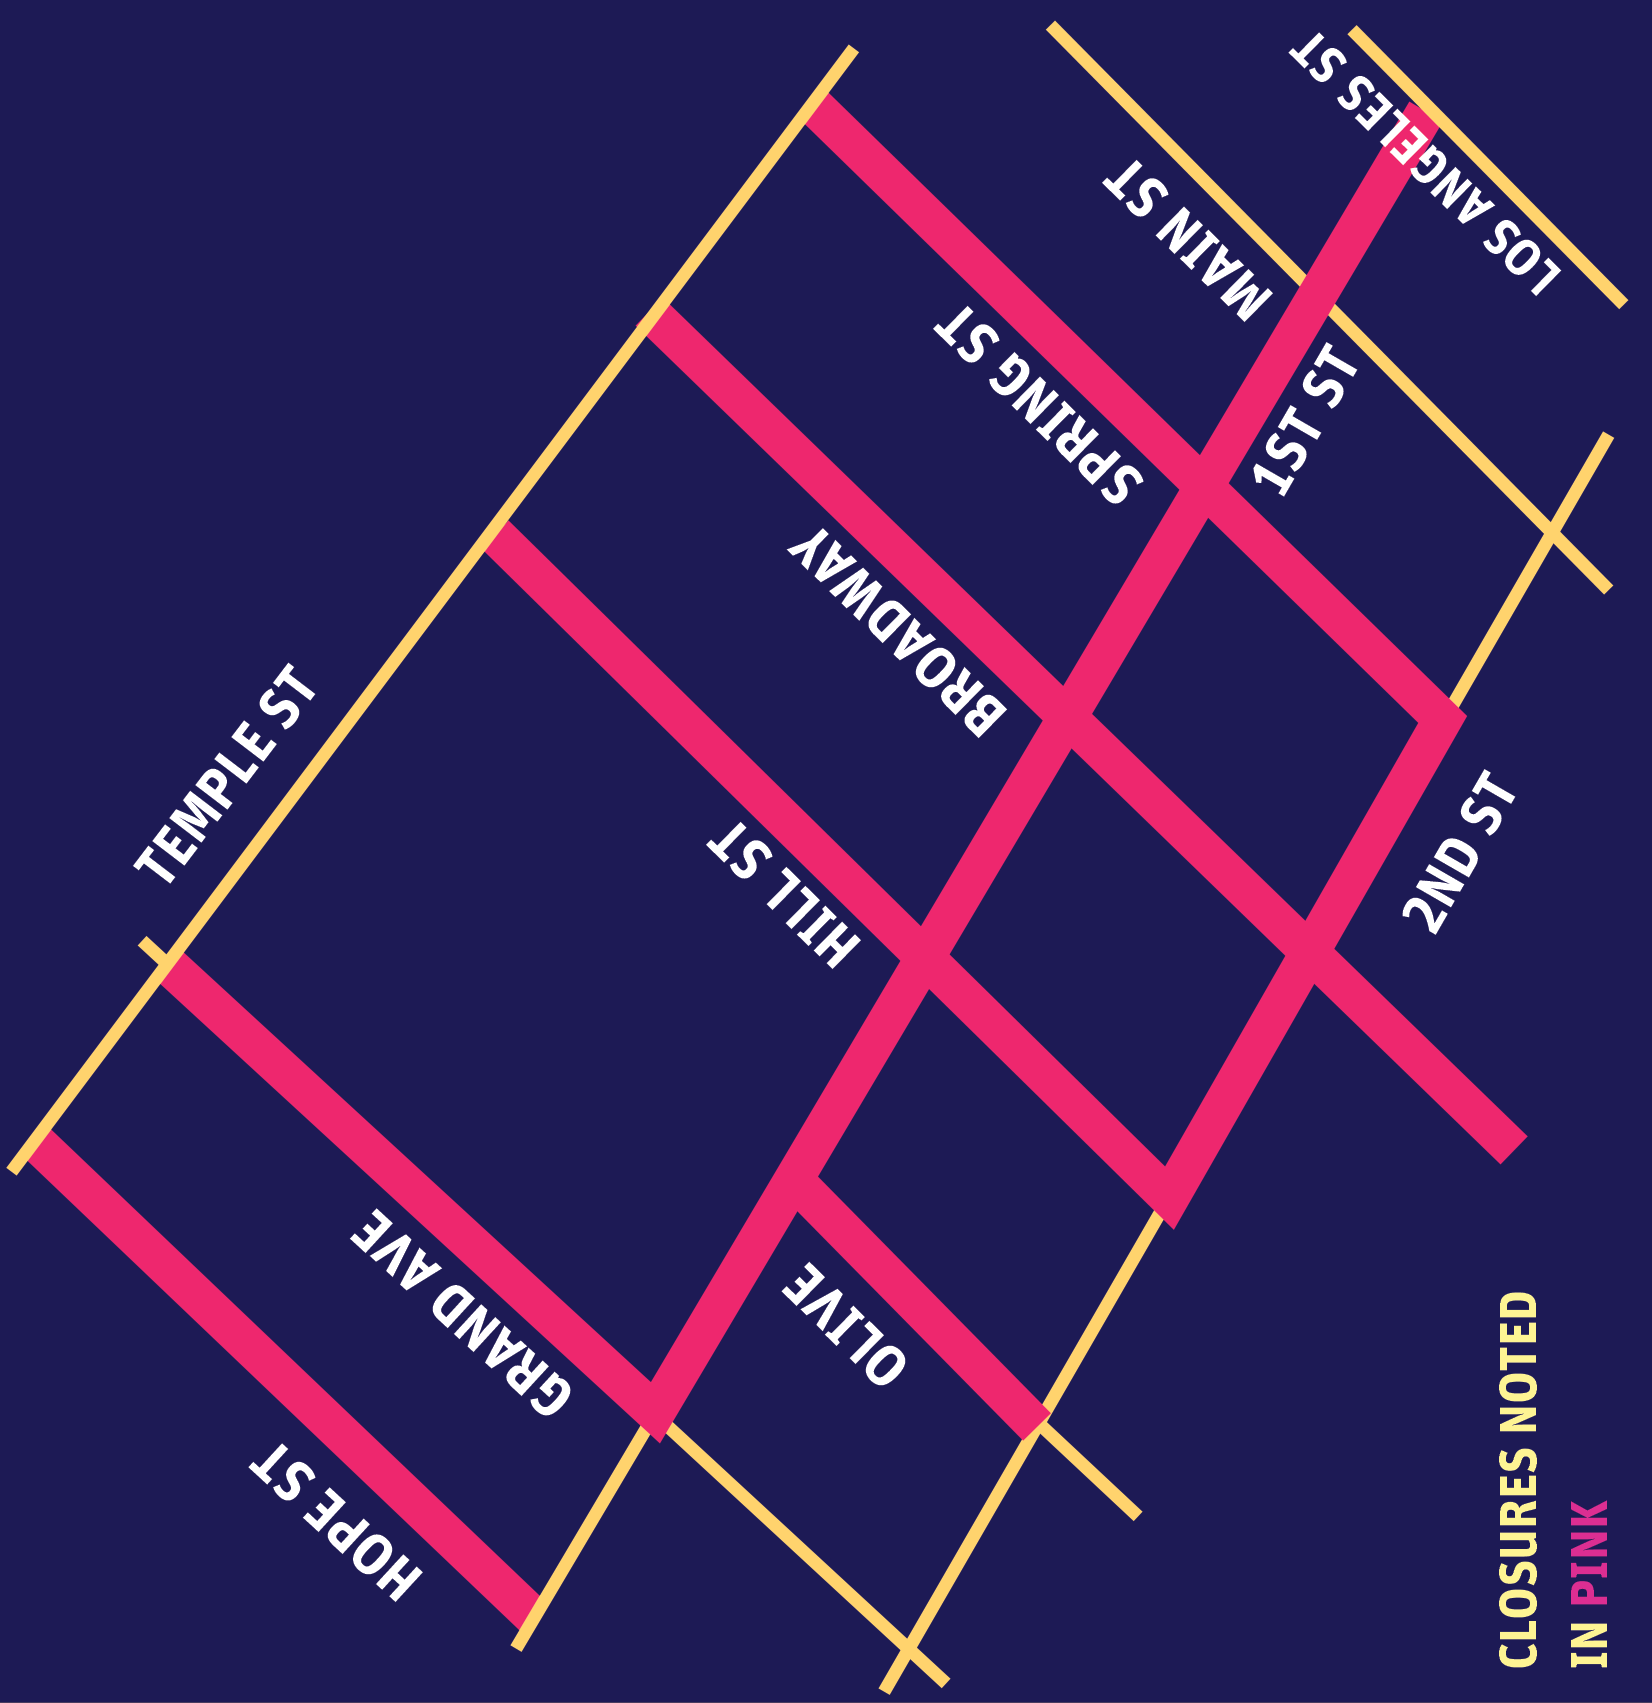 TEMPLE ST
HOPE ST
GRAND AVE
OLIVE
HILL ST
BROADWAY
SPRING ST
MAIN ST
LOS ANGELES ST
1ST ST
2ND ST
CLOSURES NOTED
IN PINK